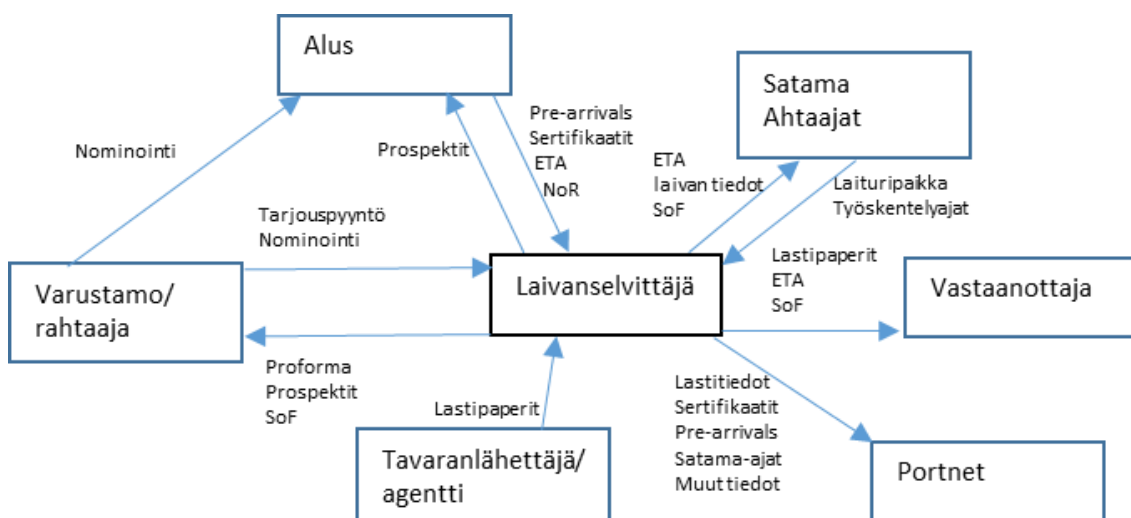 Alus
Satama
Ahtaajat
Nominointi
Prospektit
Pre-arrivals
Sertifikaatit
ETA
NoR
ETA
laivan tiedot
SoF
Laituripaikka
Työskentelyajat
Tarjouspyyntö
Nominointi
Varustamo/
rahtaaja
Laivanselvittäjä
Lastipaperit
ETA
SoF
Vastaanottaja
Proforma
Prospektit
SoF
Lastipaperit
Tavaranlähettäjä/
agentti
Lastitiedot
Sertifikaatit
Pre-arrivals
Satama-ajat
Muut tiedot
Portnet